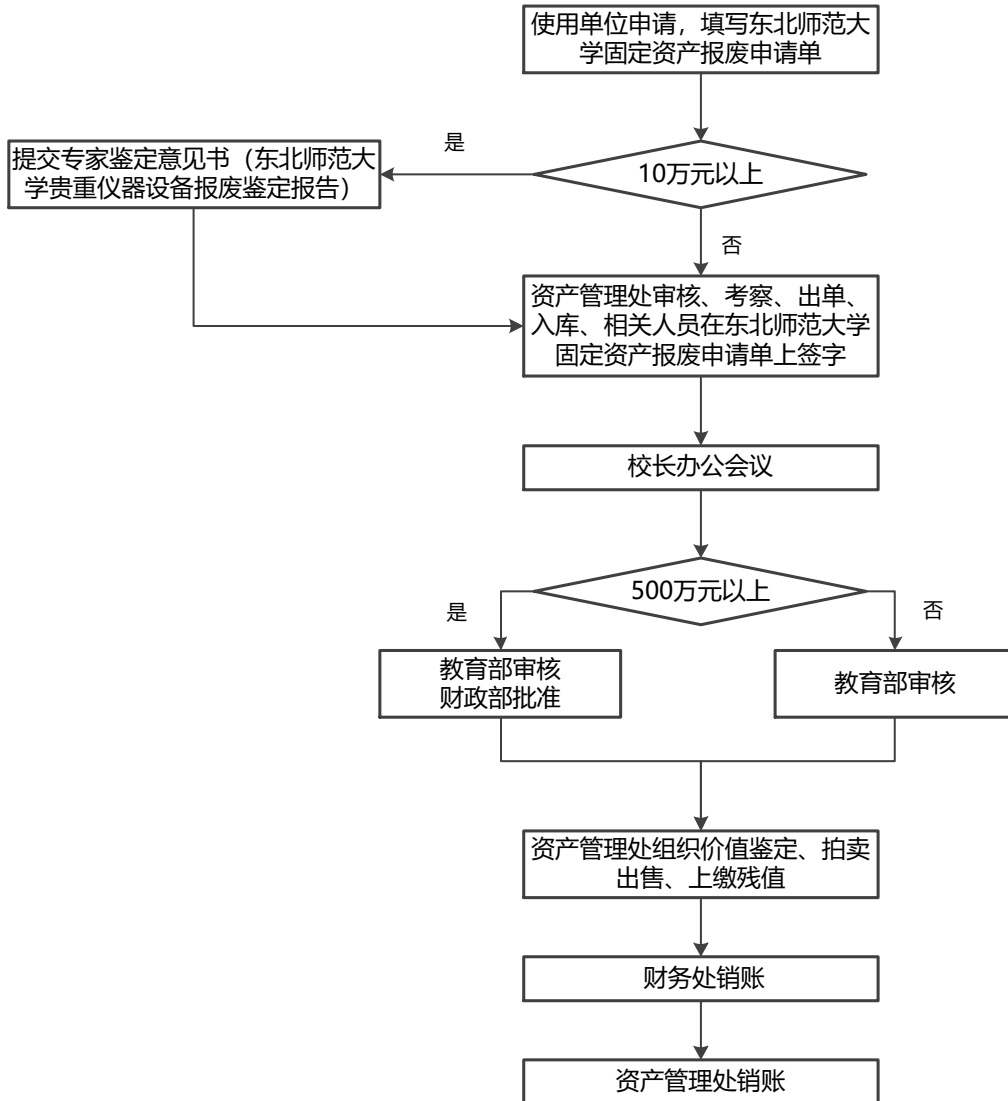 使用单位申请，填写东北师范大
学固定资产报废申请单
是
10万元以上
提交专家鉴定意见书（东北师范大
学贵重仪器设备报废鉴定报告）
否
资产管理处审核、考察、出单、
入库、相关人员在东北师范大学
固定资产报废申请单上签字
校长办公会议
500万元以上
是
否
教育部审核
财政部批准
教育部审核
资产管理处组织价值鉴定、拍卖
出售、上缴残值
财务处销账
资产管理处销账